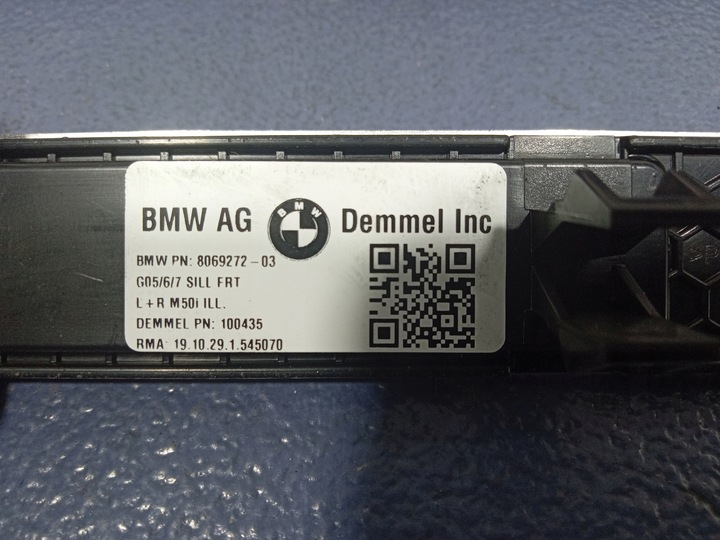 BMW AG BMW Demmel Inc
BMW PN: 8069272-03
G05/6/7 SILL FRT
L+R M50i ILL.
DEMMEL PN: 100435
RMA: 19.10.29.1.545070